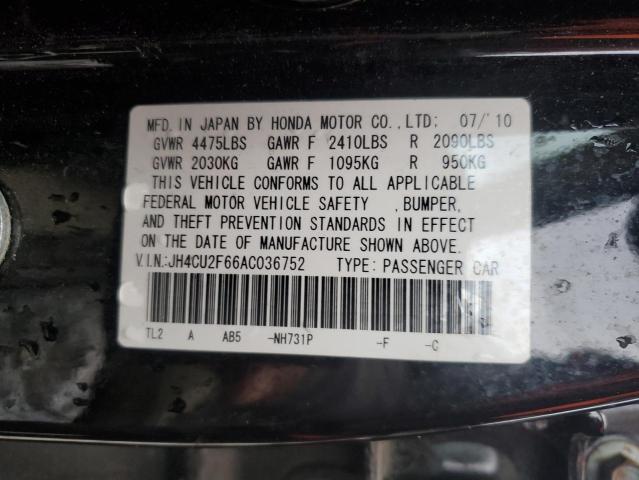 MFD. IN JAPAN BY HONDA MOTOR CO., LTD: 07/'10
GVWR 4475LBS GAWR F 2410LBS R 2090LBS
GVWR 2030KG GAWR F 1095KG R 950KG
THIS VEHICLE CONFORMS TO ALL APPLICABLE
FEDERAL MOTOR VEHICLE SAFETY , BUMPER,
AND THEFT PREVENTION STANDARDS IN EFFECT
ON THE DATE OF MANUFACTURE SHOWN ABOVE.
V.I.N.:JH4CU2F66AC036752 TYPE: PASSENGER CAR
TL2 A AB5 -NH731P -F -C